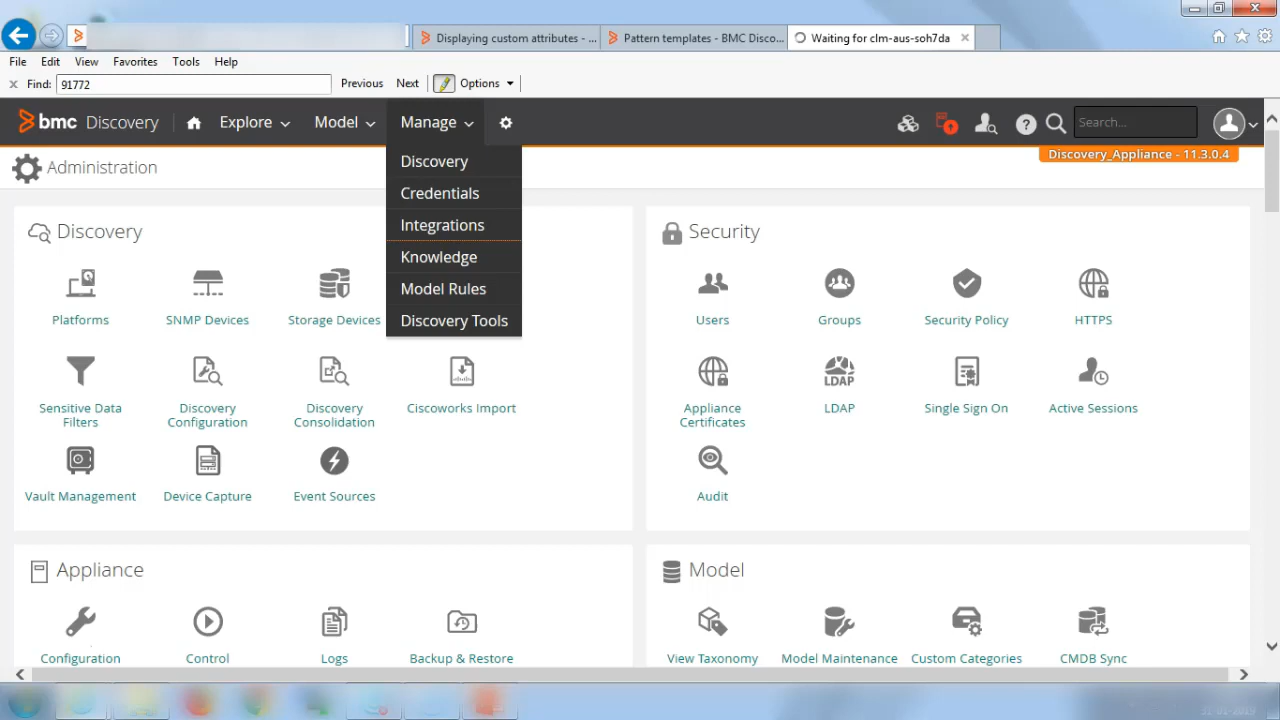 Displaying custom attributes - ...
Pattern templates - BMC Disco...
Waiting for clm-aus-soh7da
File Edit View Favorites Tools Help
Find: 91772 Previous Next Options
bmc Discovery Explore Model Manage Search...
Administration
Discovery_Appliance - 11.3.0.4
Discovery
Credentials
Integrations
Knowledge
Model Rules
Discovery Tools
Discovery
Platforms SNMP Devices Storage Devices
Sensitive Data Filters
Discovery Configuration
Discovery Consolidation
Ciscoworks Import
Vault Management Device Capture Event Sources
Security
Users Groups Security Policy HTTPS
Appliance Certificates
LDAP
LDAP Single Sign On Active Sessions
Audit
Appliance
Configuration Control Logs Backup & Restore
Model
View Taxonomy Model Maintenance Custom Categories CMDB Sync